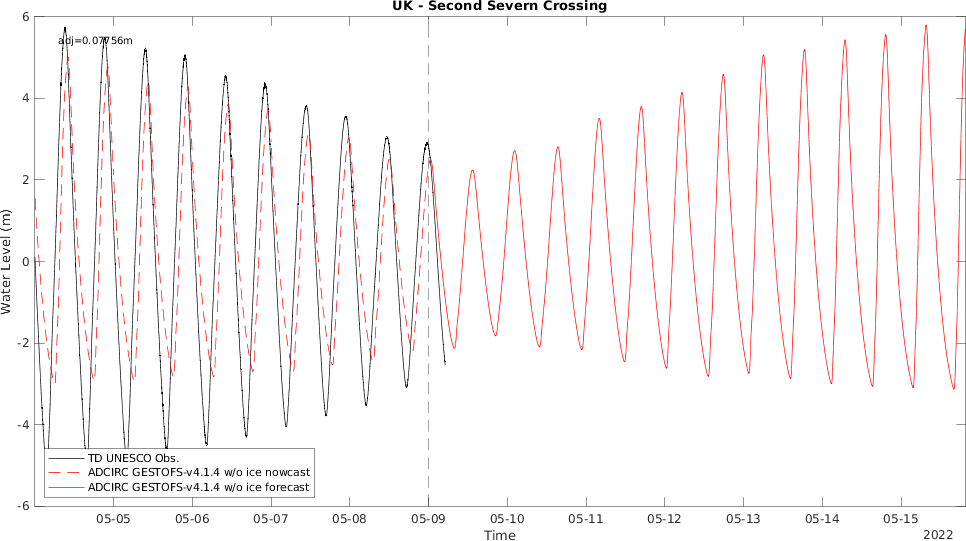 UK - Second Severn Crossing
adj=0.07756m
6
4
2
0
-2
-4
-6
Water Level (m)
TD UNESCO Obs.
ADCIRC GESTOFS-v4.1.4 w/o ice nowcast
ADCIRC GESTOFS-v4.1.4 w/o ice forecast
05-05 05-06 05-07 05-08 05-09 05-10 05-11 05-12 05-13 05-14 05-15
Time
2022